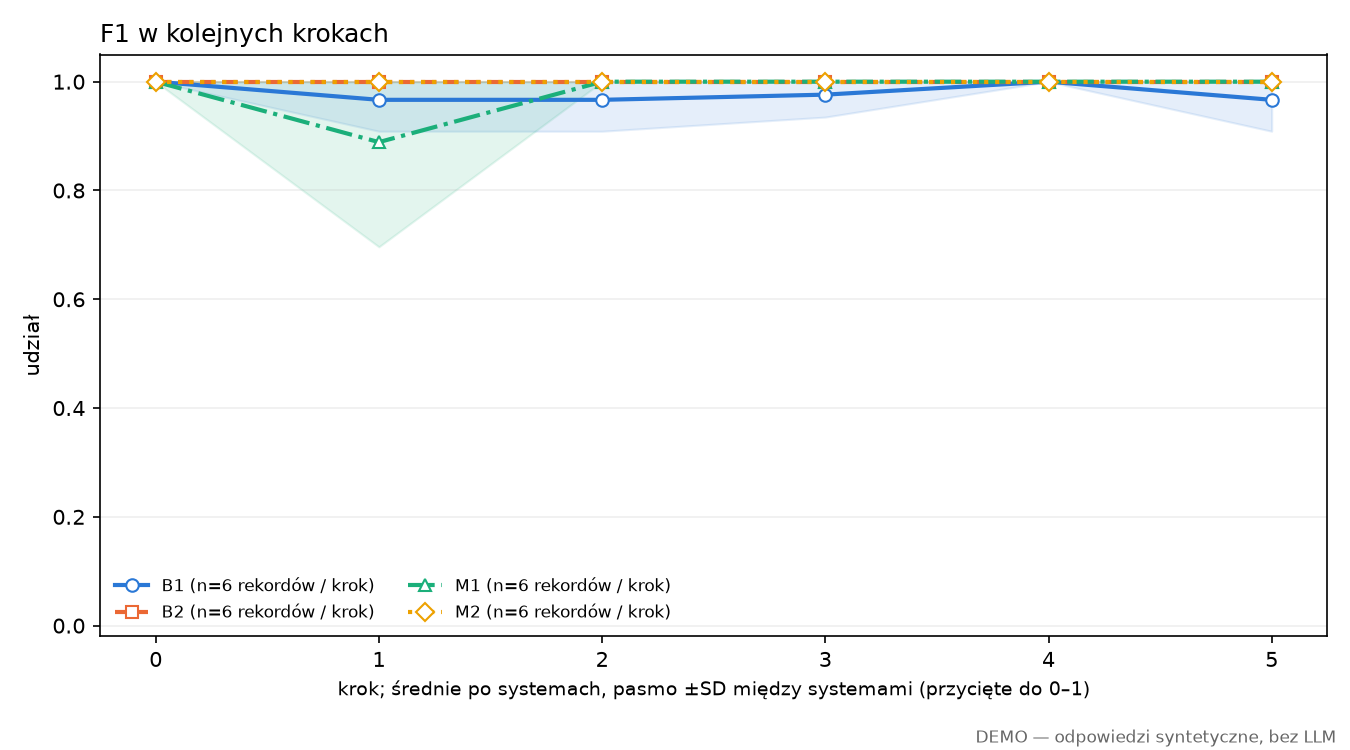 F1 w kolejnych krokach
udział
1.0
0.8
0.6
0.4
0.2
0.0
B1 (n=6 rekordów / krok)
B2 (n=6 rekordów / krok)
M1 (n=6 rekordów / krok)
M2 (n=6 rekordów / krok)
0 1 2 3 4 5
krok; średnie po systemach, pasmo ±SD między systemami (przycięte do 0–1)
DEMO — odpowiedzi syntetyczne, bez LLM